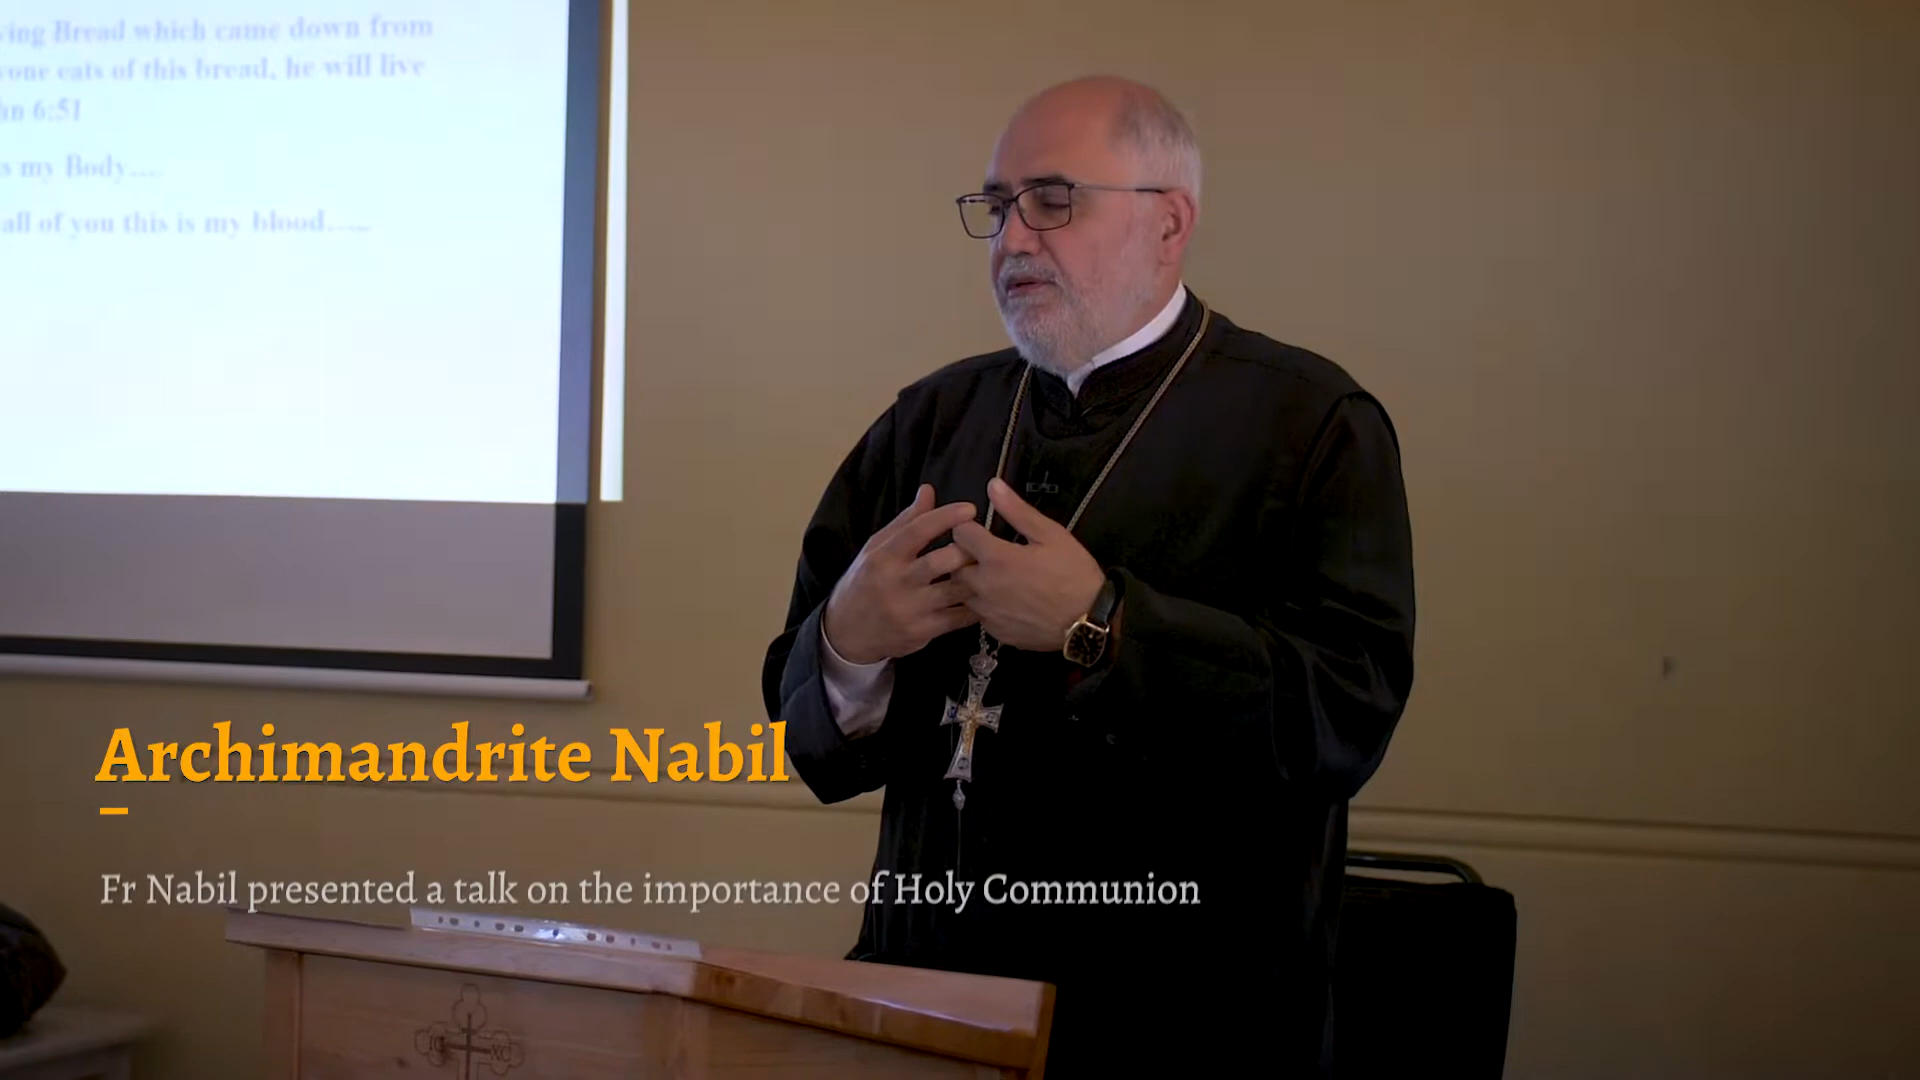 ving Bread which came down from
yone eats of this bread, he will live
hn 6:51
s my Body....
all of you this is my blood......
Archimandrite Nabil
Fr Nabil presented a talk on the importance of Holy Communion
IC XC